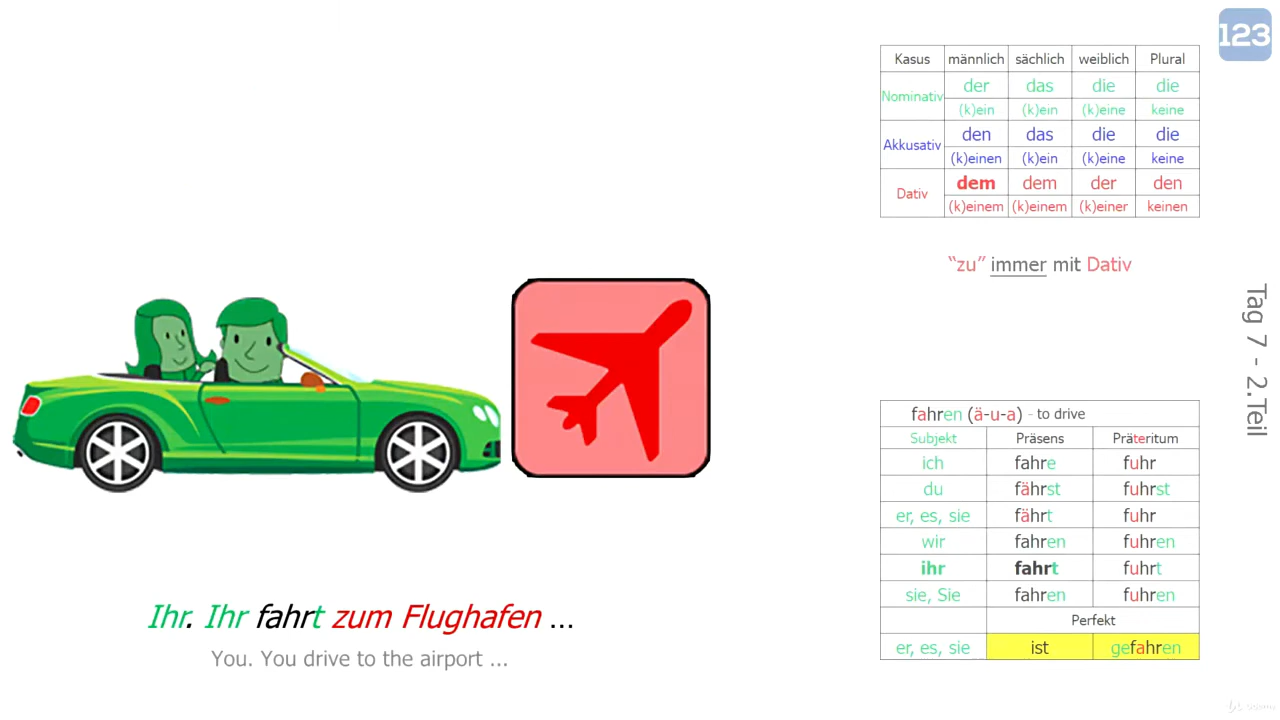 123
Kasus männlich sächlich weiblich Plural
Nominativ der das die die
(k)ein (k)ein (k)eine keine
Akkusativ den das die die
(k)einen (k)ein (k)eine keine
Dativ dem dem der den
(k)einem (k)einem (k)einer keinen
“zu” immer mit Dativ
Tag 7 - 2.Teil
fahren (ä-u-a) - to drive
Subjekt Präsens Präteritum
ich fahre fuhr
du fährst fuhrst
er, es, sie fährt fuhr
wir fahren fuhren
ihr fahrt fuhrt
sie, Sie fahren fuhren
Perfekt
er, es, sie ist gefahren
Ihr. Ihr fahrt zum Flughafen ...
You. You drive to the airport ...